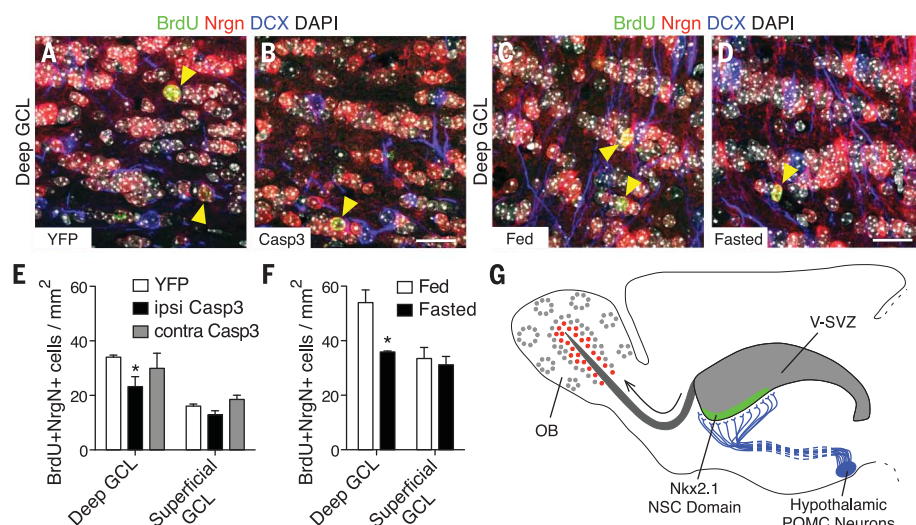 BrdU Nrgn DCX DAPI
BrdU Nrgn DCX DAPI
Deep GCL
A
YFP
B
Casp3
Deep GCL
C
Fed
D
Fasted
E
BrdU+NrgN+ cells / mm²
60
40
20
0
YFP
ipsi Casp3
contra Casp3
*
Deep GCL
Superficial
GCL
F
BrdU+NrgN+ cells / mm²
60
40
20
0
Fed
Fasted
*
Deep GCL
Superficial
GCL
G
V-SVZ
OB
Nkx2.1
NSC Domain
Hypothalamic
POMC Neurons